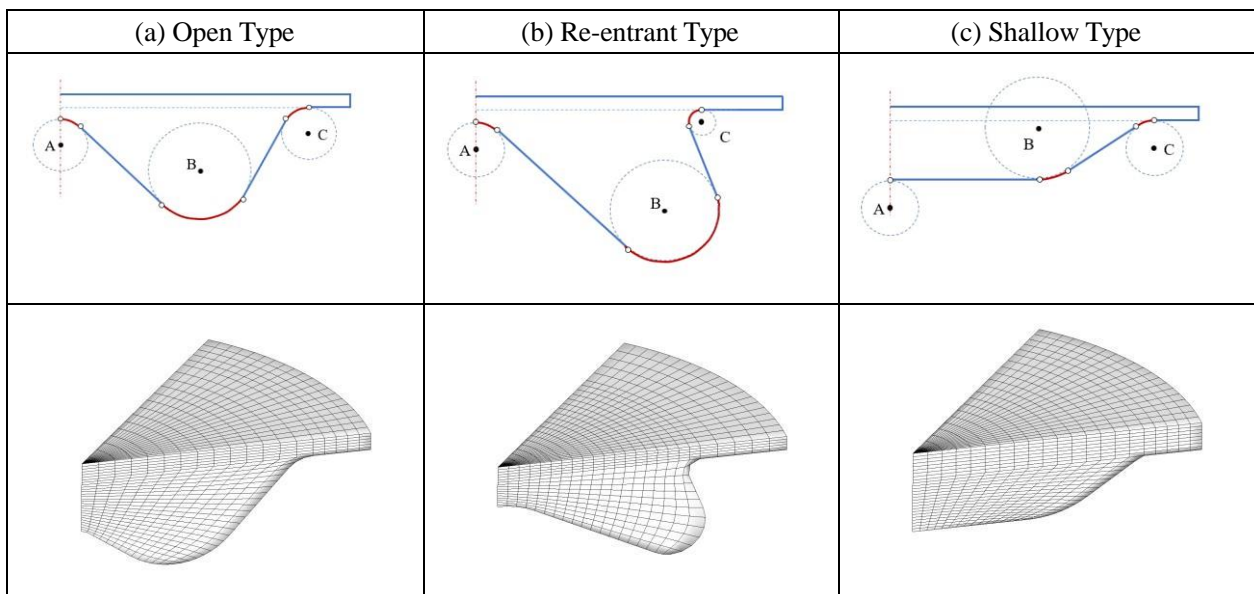 (a) Open Type
(b) Re-entrant Type
(c) Shallow Type
A
B
C
A
B
C
A
B
C